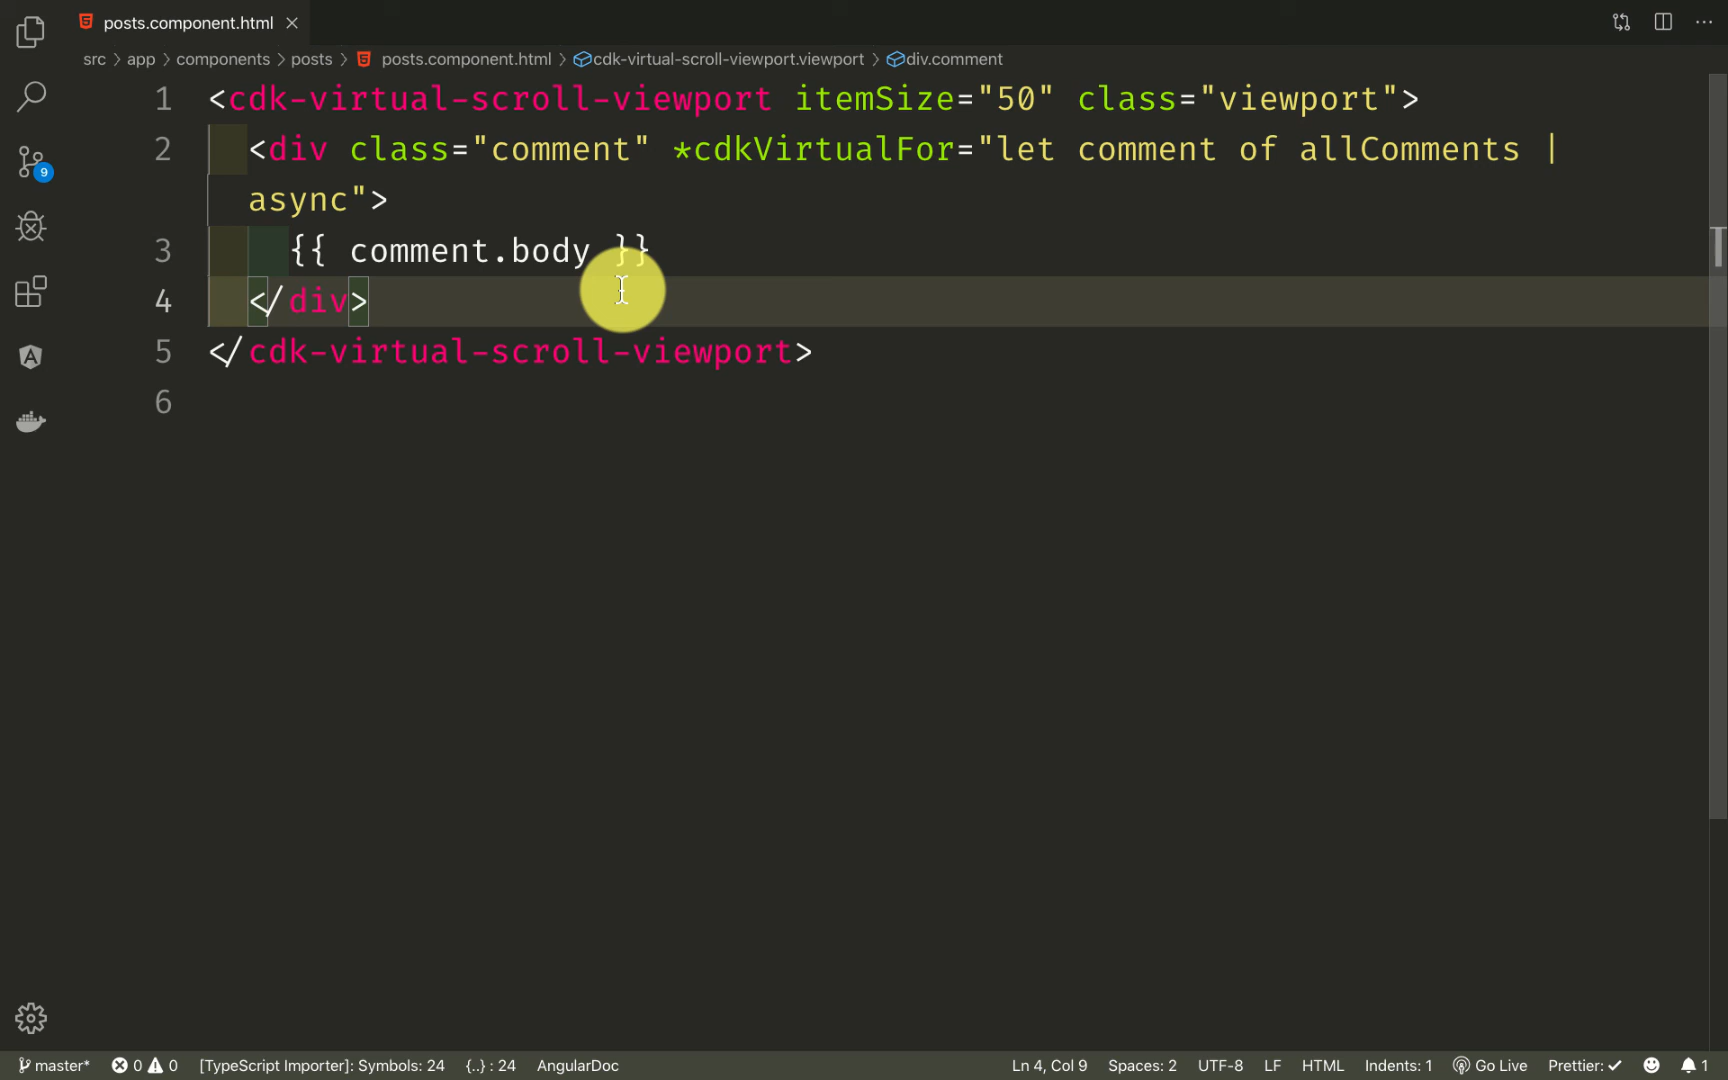 posts.component.html
src > app > components > posts > posts.component.html > cdk-virtual-scroll-viewport.viewport > div.comment
1 <cdk-virtual-scroll-viewport itemSize="50" class="viewport">
2 <div class="comment" *cdkVirtualFor="let comment of allComments |
async">
3 {{ comment.body }}
4 </div>
5 </cdk-virtual-scroll-viewport>
6
9
master* 0 0 [TypeScript Importer]: Symbols: 24 {..} : 24 AngularDoc Ln 4, Col 9 Spaces: 2 UTF-8 LF HTML Indents: 1 Go Live Prettier: ✓ 1